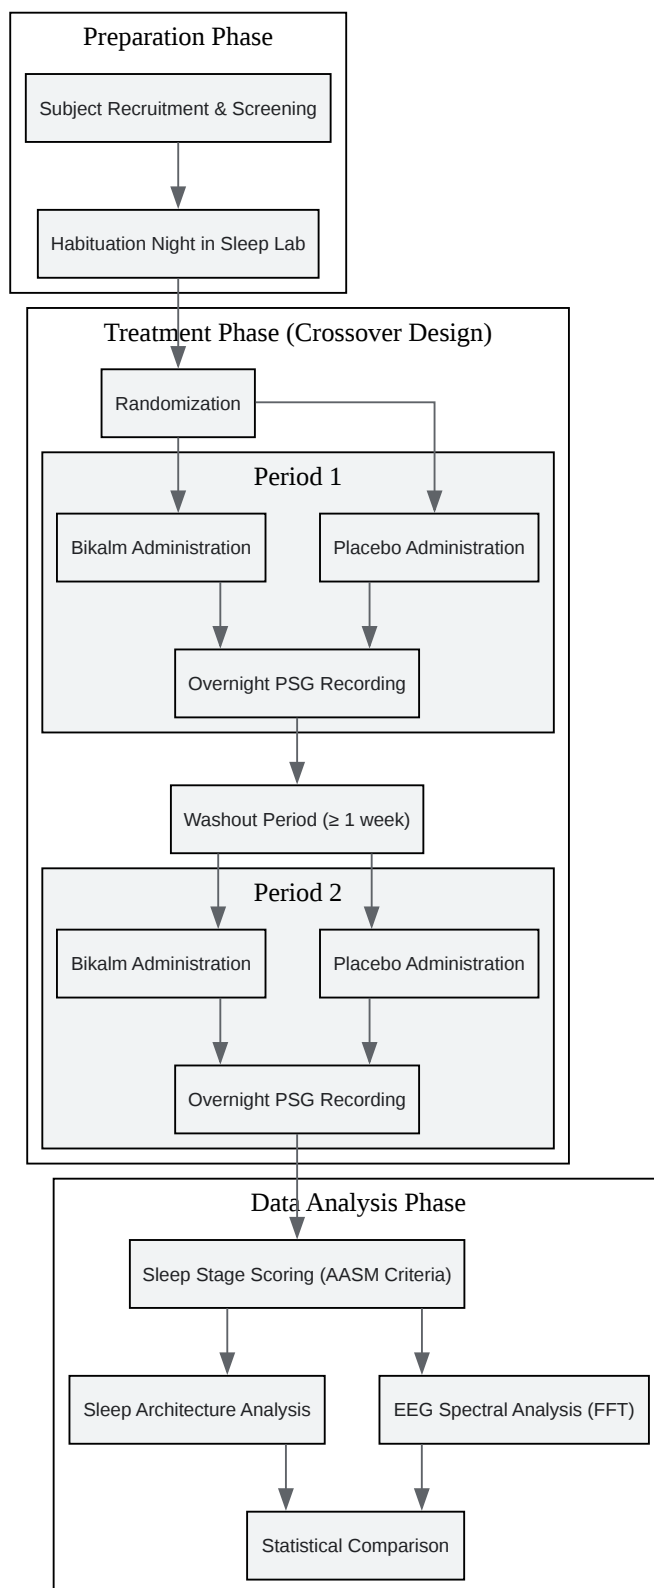 Preparation Phase
Subject Recruitment & Screening
Habituation Night in Sleep Lab
Treatment Phase (Crossover Design)
Randomization
Period 1
Bikalm Administration
Placebo Administration
Overnight PSG Recording
Washout Period (≥ 1 week)
Period 2
Bikalm Administration
Placebo Administration
Overnight PSG Recording
Data Analysis Phase
Sleep Stage Scoring (AASM Criteria)
Sleep Architecture Analysis
EEG Spectral Analysis (FFT)
Statistical Comparison